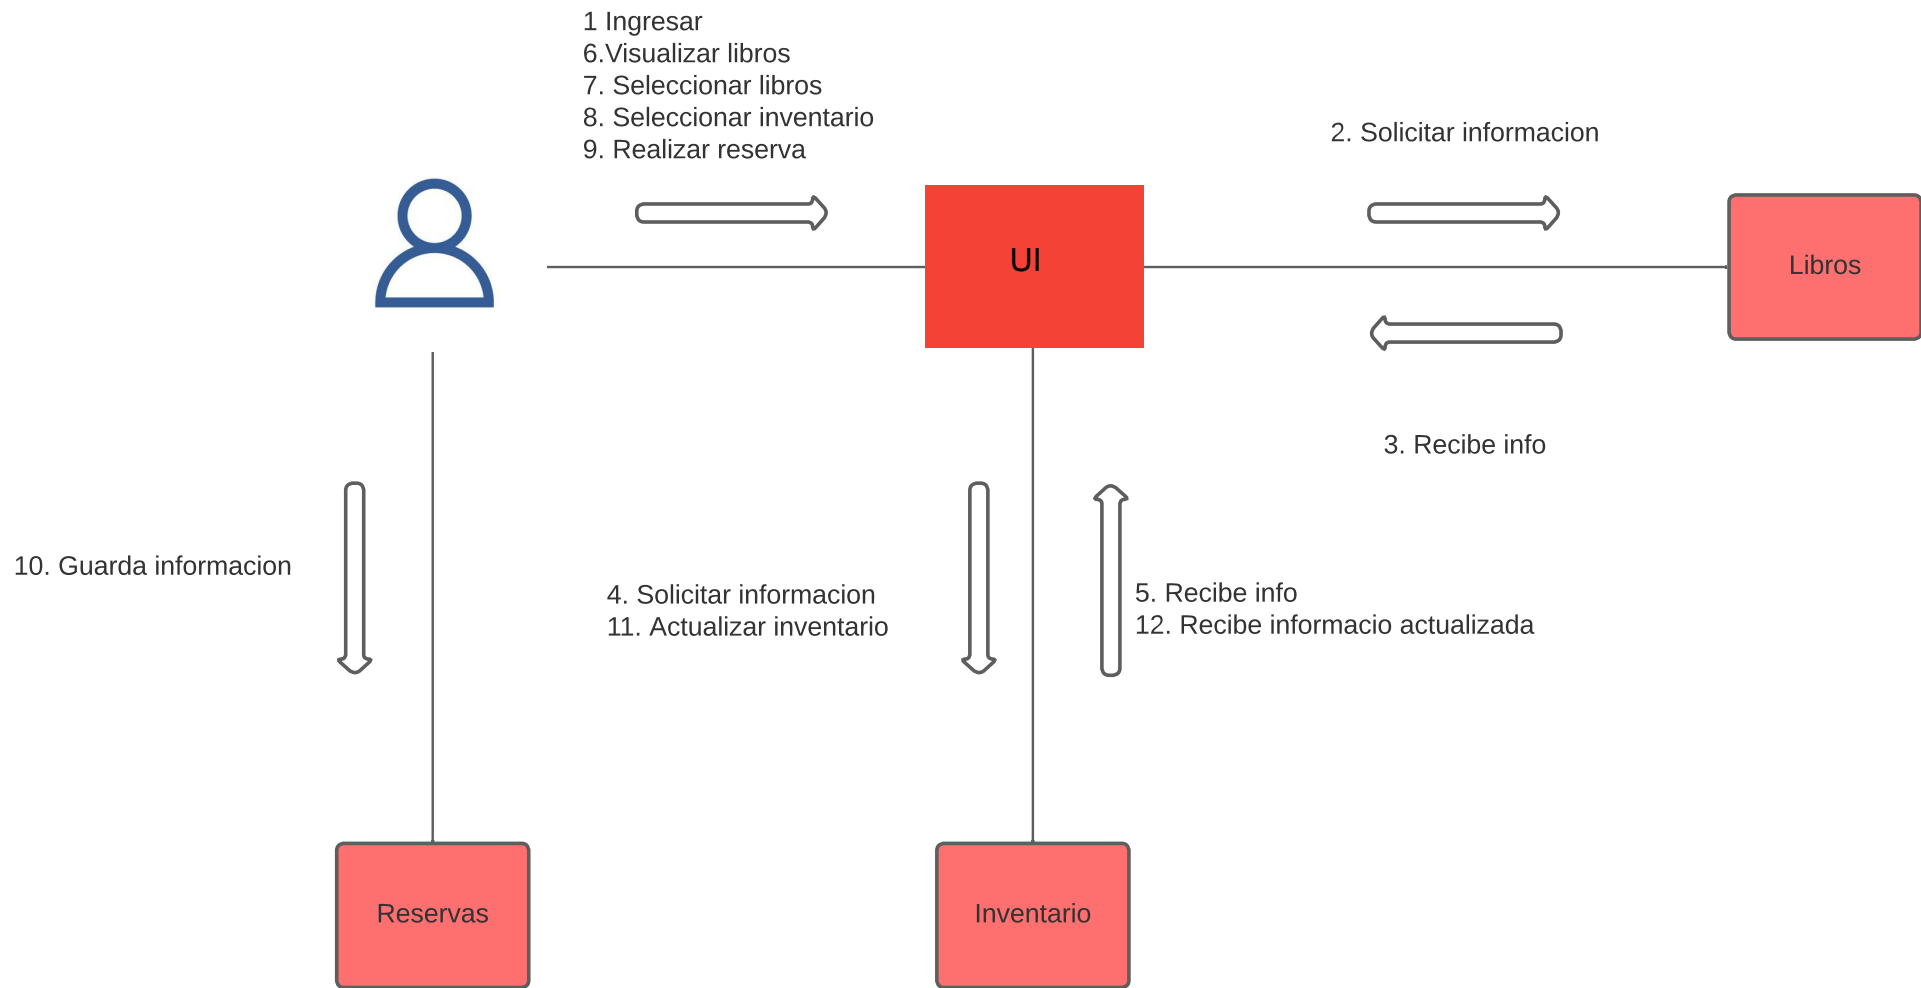 1 Ingresar
6.Visualizar libros
7. Seleccionar libros
8. Seleccionar inventario
9. Realizar reserva
2. Solicitar informacion
UI
Libros
3. Recibe info
10. Guarda informacion
4. Solicitar informacion
11. Actualizar inventario
5. Recibe info
12. Recibe informacio actualizada
Reservas
Inventario